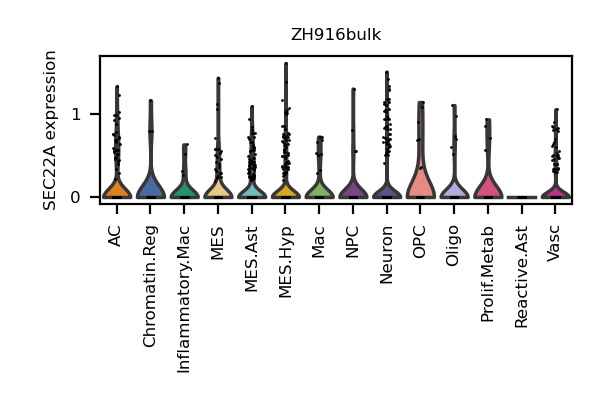 ZH916bulk
SEC22A expression
1
0
AC
Chromatin.Reg
Inflammatory.Mac
MES
MES.Ast
MES.Hyp
Mac
NPC
Neuron
OPC
Oligo
Prolif.Metab
Reactive.Ast
Vasc